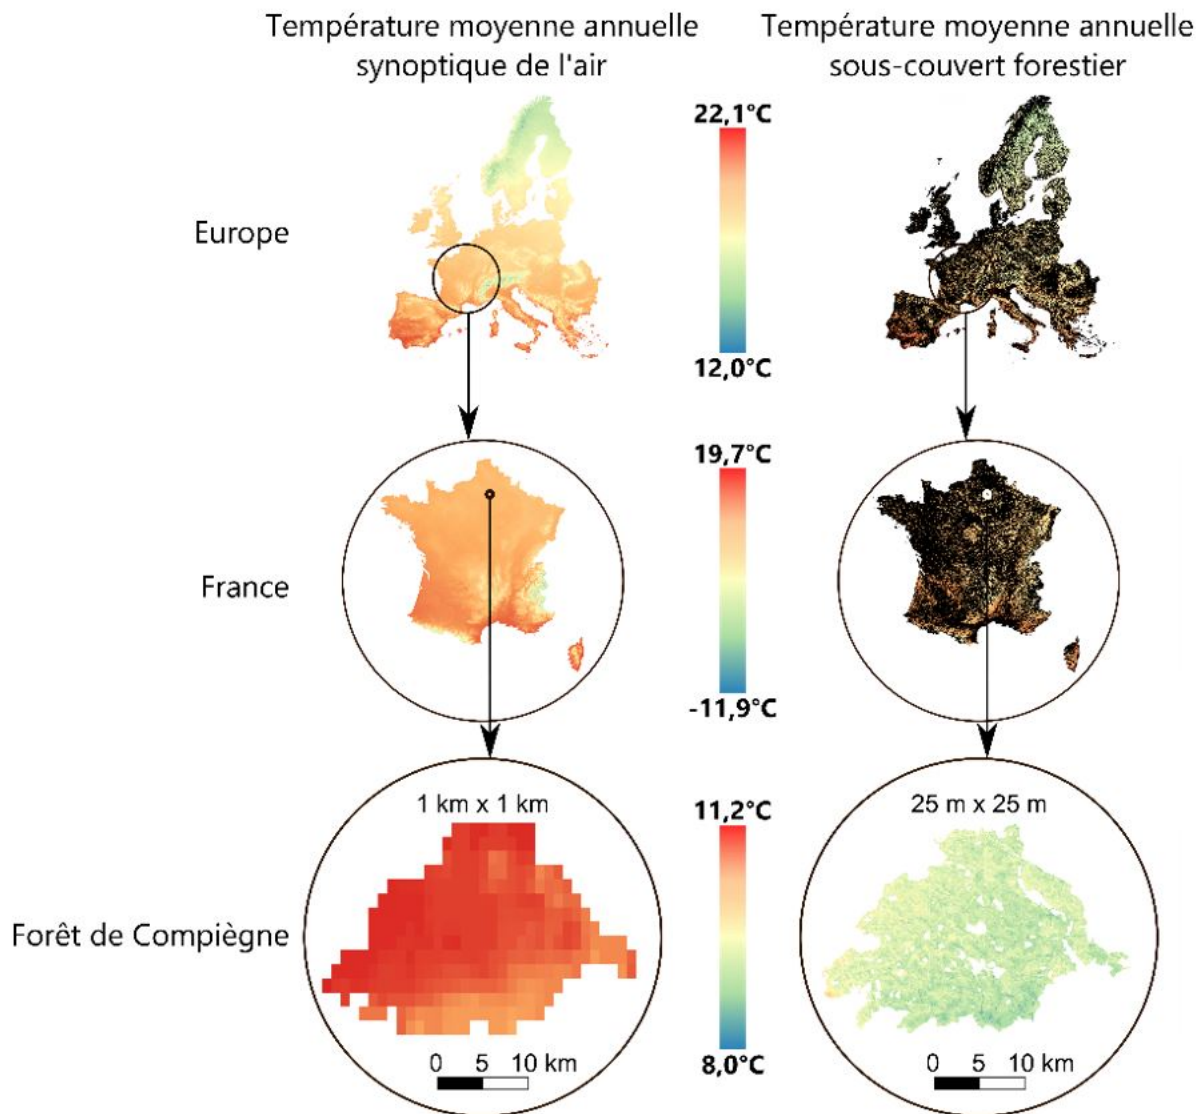 Température moyenne annuelle
synoptique de l'air
Température moyenne annuelle
sous-couvert forestier
Europe
22,1°C
12,0°C
France
19,7°C
-11,9°C
Forêt de Compiègne
1 km x 1 km
11,2°C
8,0°C
25 m x 25 m
0 5 10 km
0 5 10 km